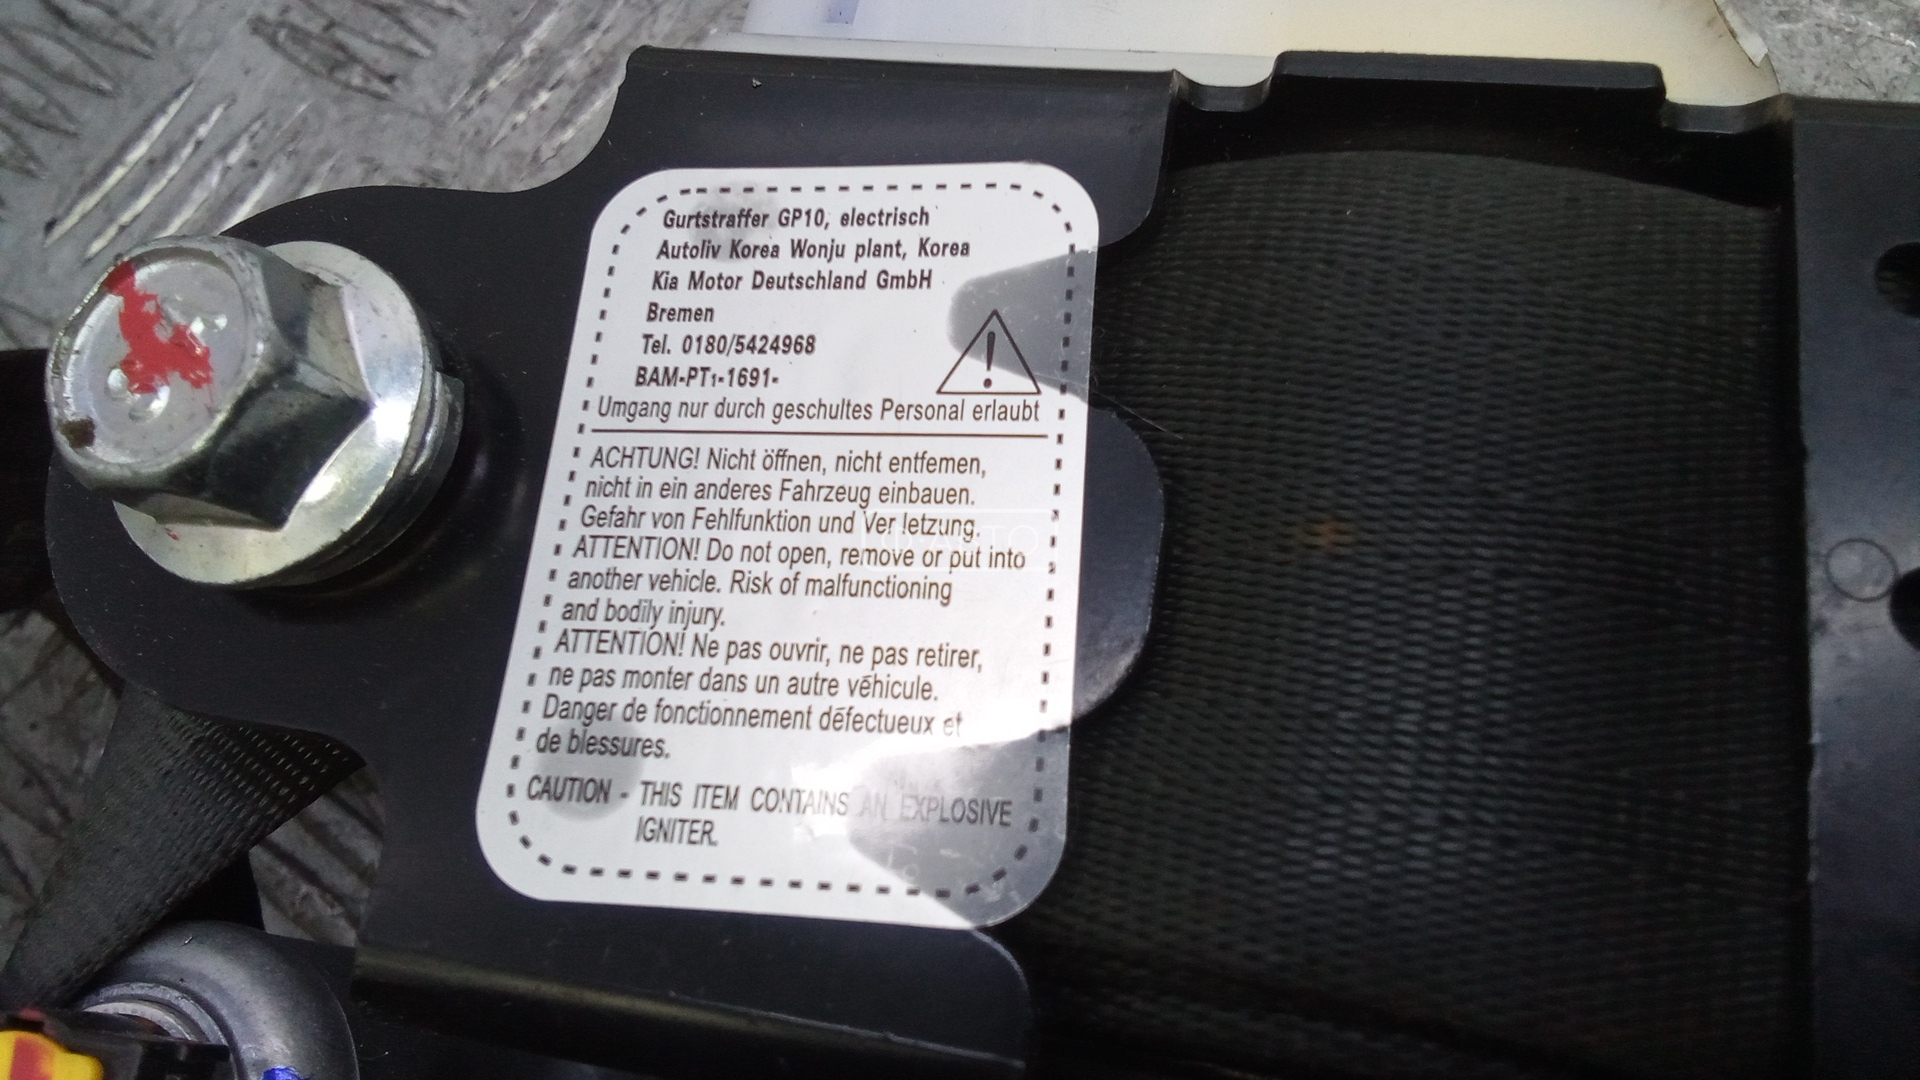 Gurtstraffer GP10, electrisch
Autoliv Korea Wonju plant, Korea
Kia Motor Deutschland GmbH
Bremen
Tel. 0180/5424968
BAM-PT1-1691-
Umgang nur durch geschultes Personal erlaubt
ACHTUNG! Nicht öffnen, nicht entfemen,
nicht in ein anderes Fahrzeug einbauen.
Gefahr von Fehlfunktion und Ver letzung.
ATTENTION! Do not open, remove or put into
another vehicle. Risk of malfunctioning
and bodily injury.
ATTENTION! Ne pas ouvrir, ne pas retirer,
ne pas monter dans un autre vēhicule.
Danger de fonctionnement dēfectueux et
de blessures.
CAUTION - THIS ITEM CONTAINS AN EXPLOSIVE
IGNITER.